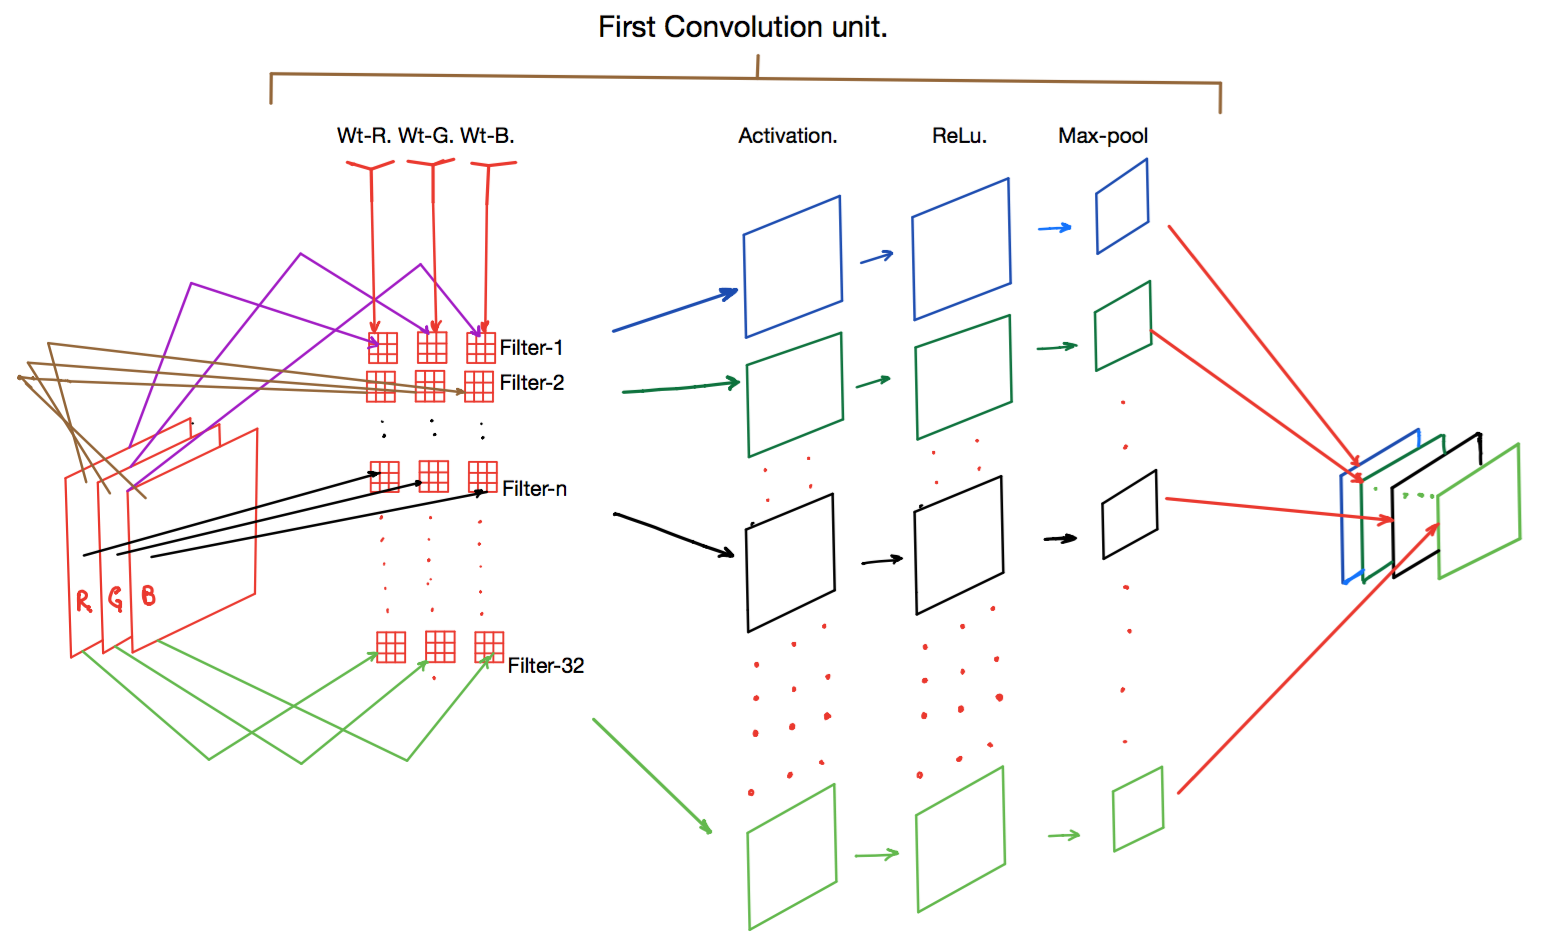 First Convolution unit.
Wt-R. Wt-G. Wt-B.
Activation.
ReLu.
Max-pool
Filter-1
Filter-2
Filter-n
R G B
Filter-32